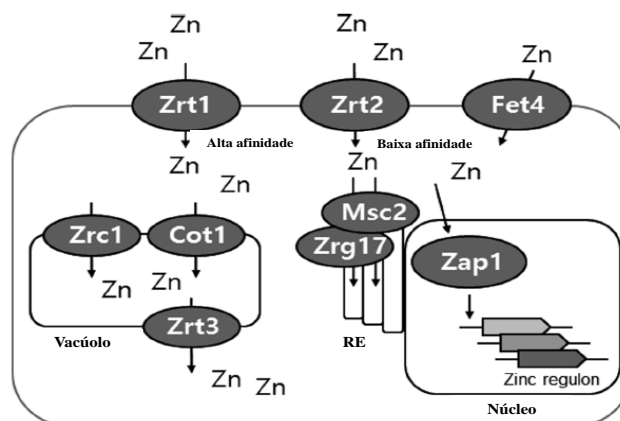 Zn Zn
Zn Zn
Zn
Zrt1 Zrt2 Fet4
Alta afinidade Baixa afinidade
Zn Zn Zn
Zn
Msc2
Zrc1 Cot1 Zrg17
Zap1
Zn Zn
Zrt3
Vacúolo RE
Zn Zn
Zinc regulon
Núcleo